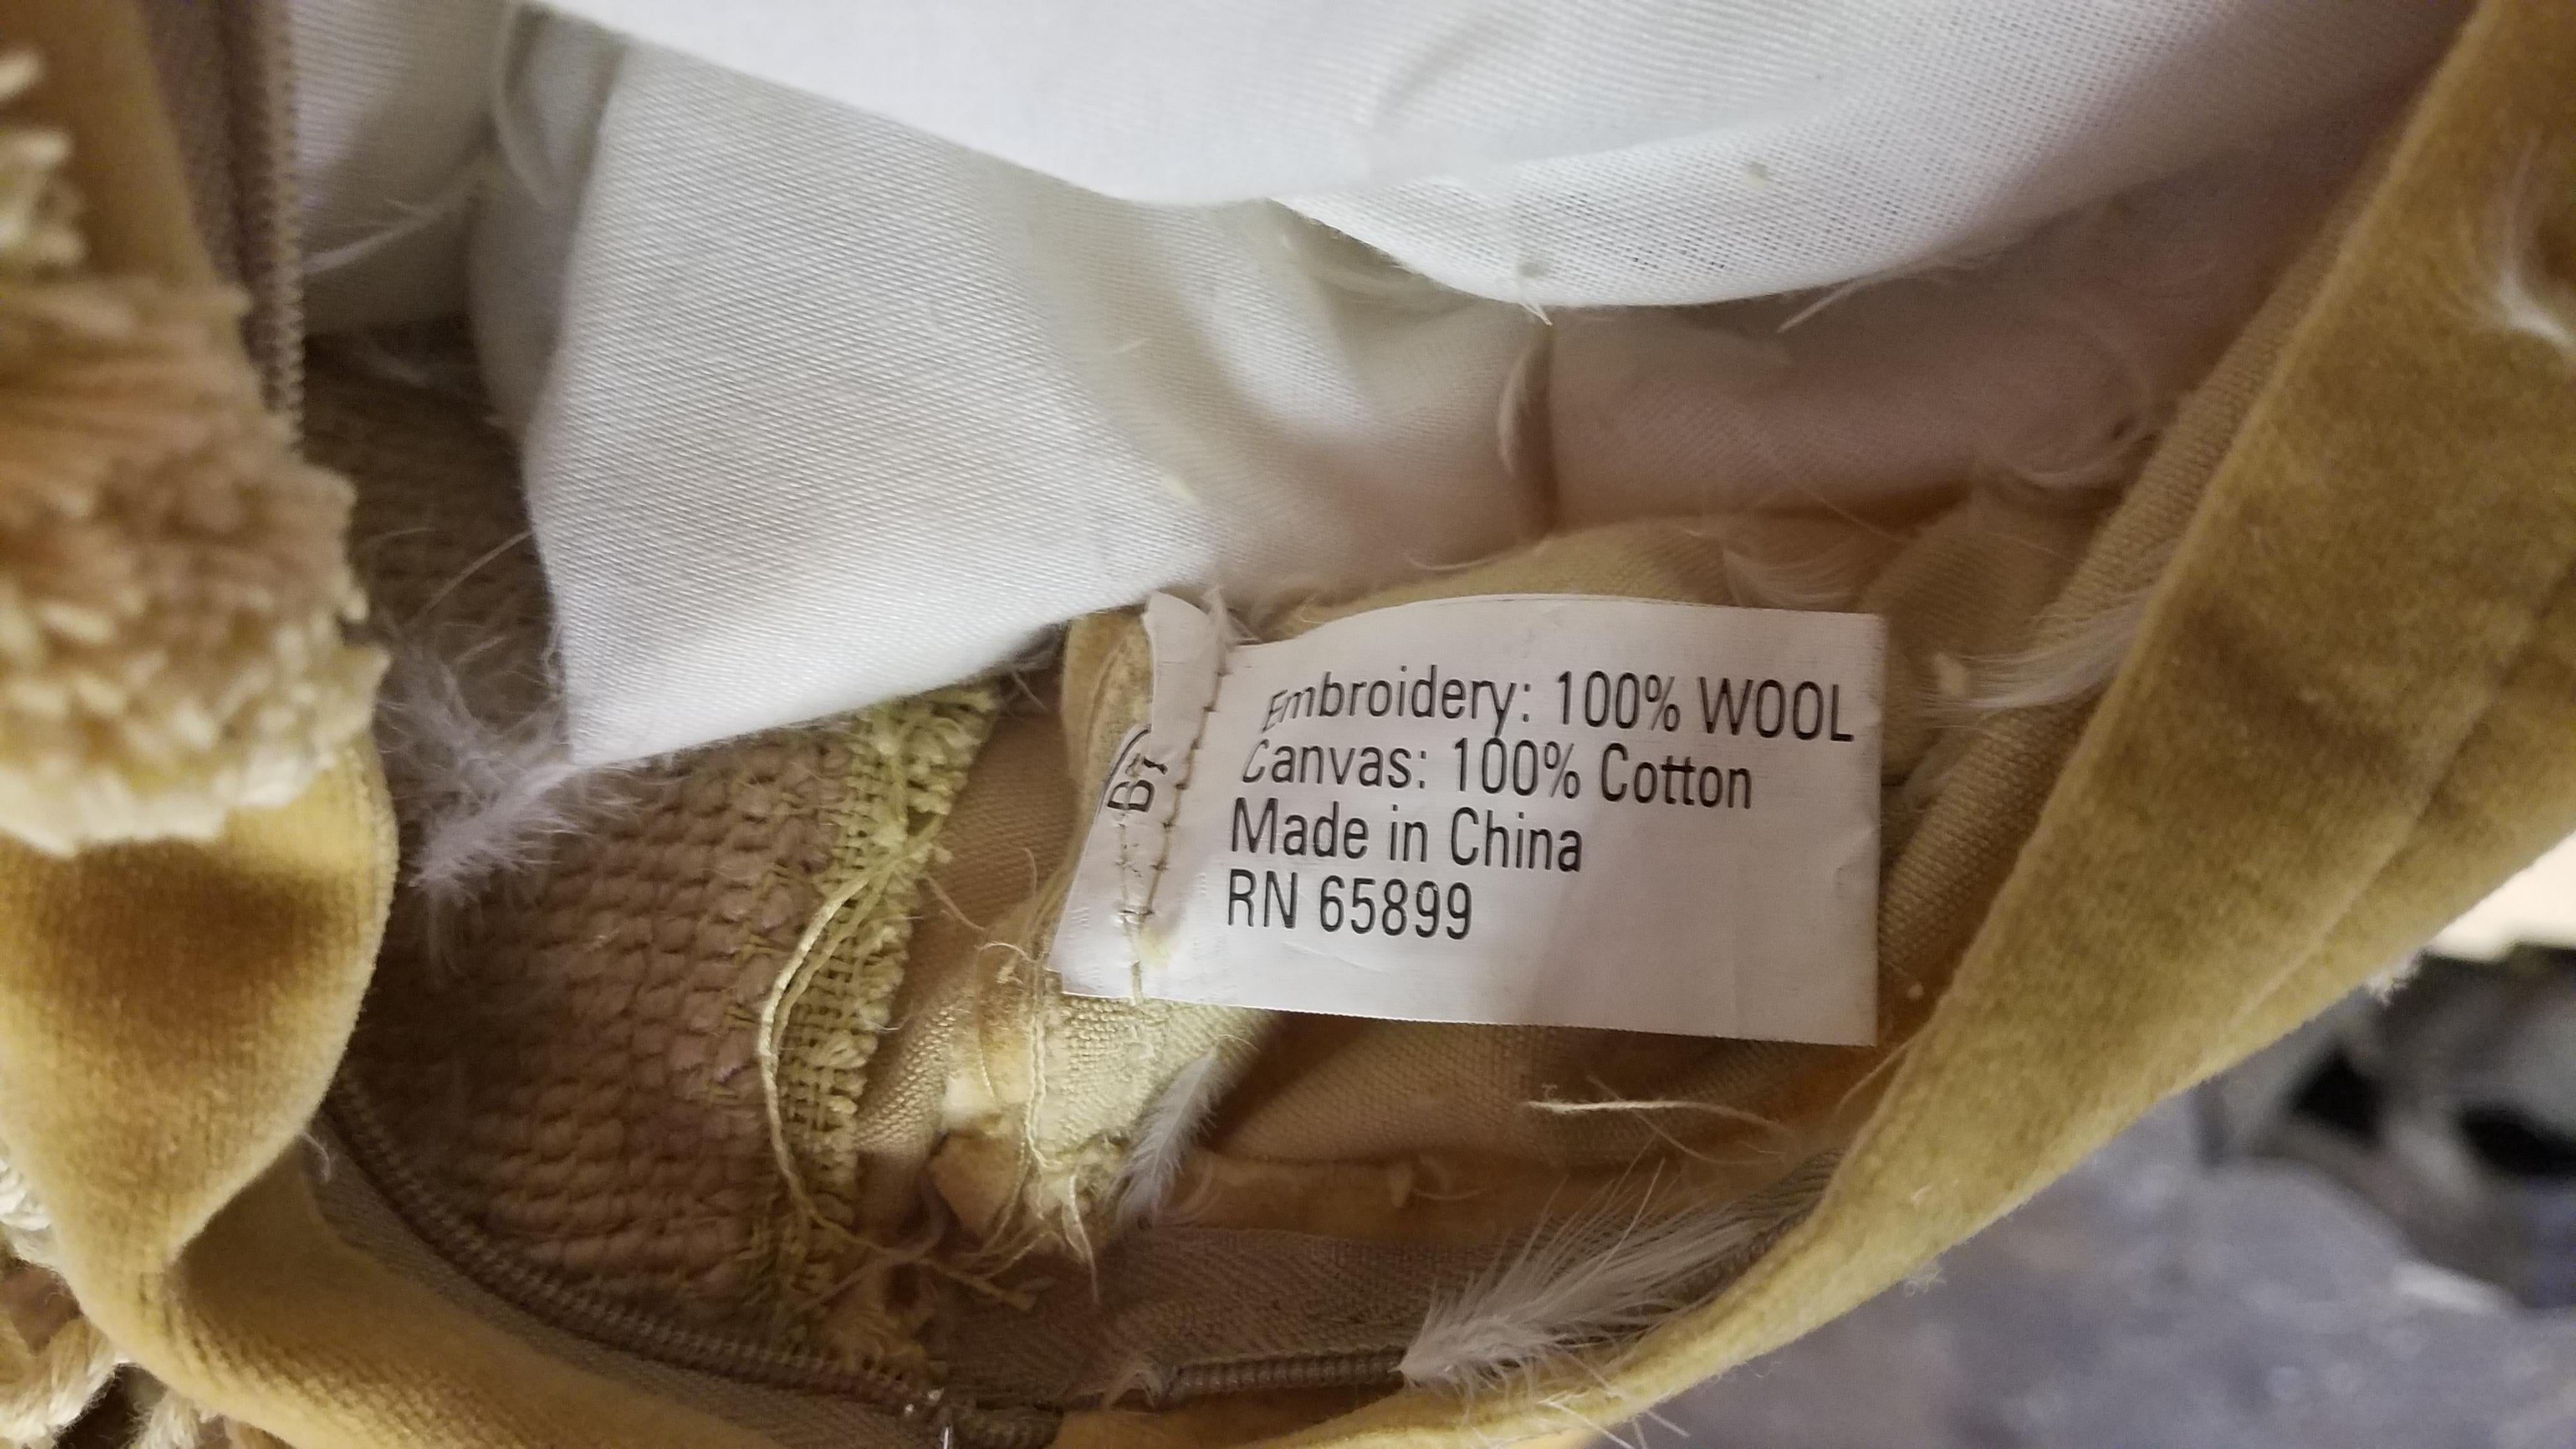 Embroidery: 100% WOOL
Canvas: 100% Cotton
Made in China
RN 65899